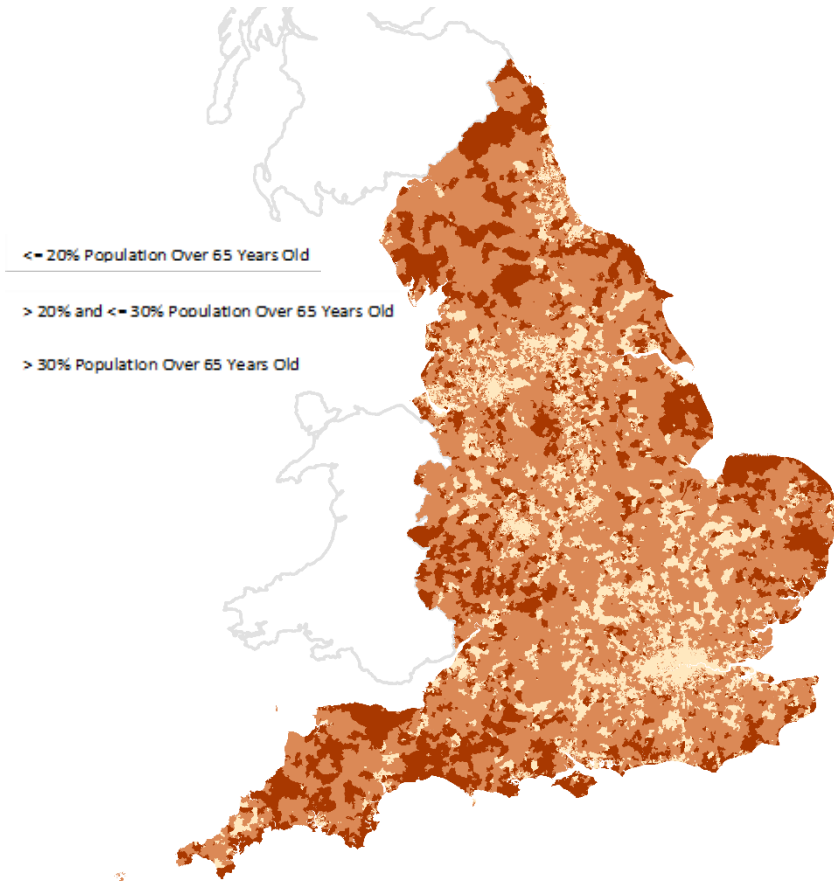 <= 20% Population Over 65 Years Old
> 20% and <= 30% Population Over 65 Years Old
> 30% Population Over 65 Years Old